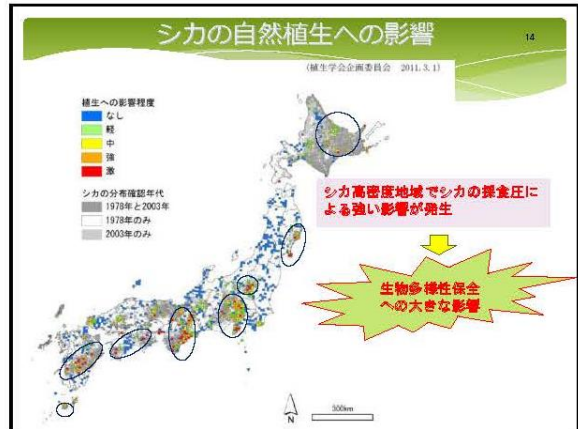 シカの自然植生への影響
14
(植生学会企画委員会 2011.3.1)
植生への影響程度
なし
軽
中
強
激
シカの分布確認年代
1978年と2003年
1978年のみ
2003年のみ
シカ高密度地域でシカの採食圧に
よる強い影響が発生
生物多様性保全
への大きな影響
N
300km